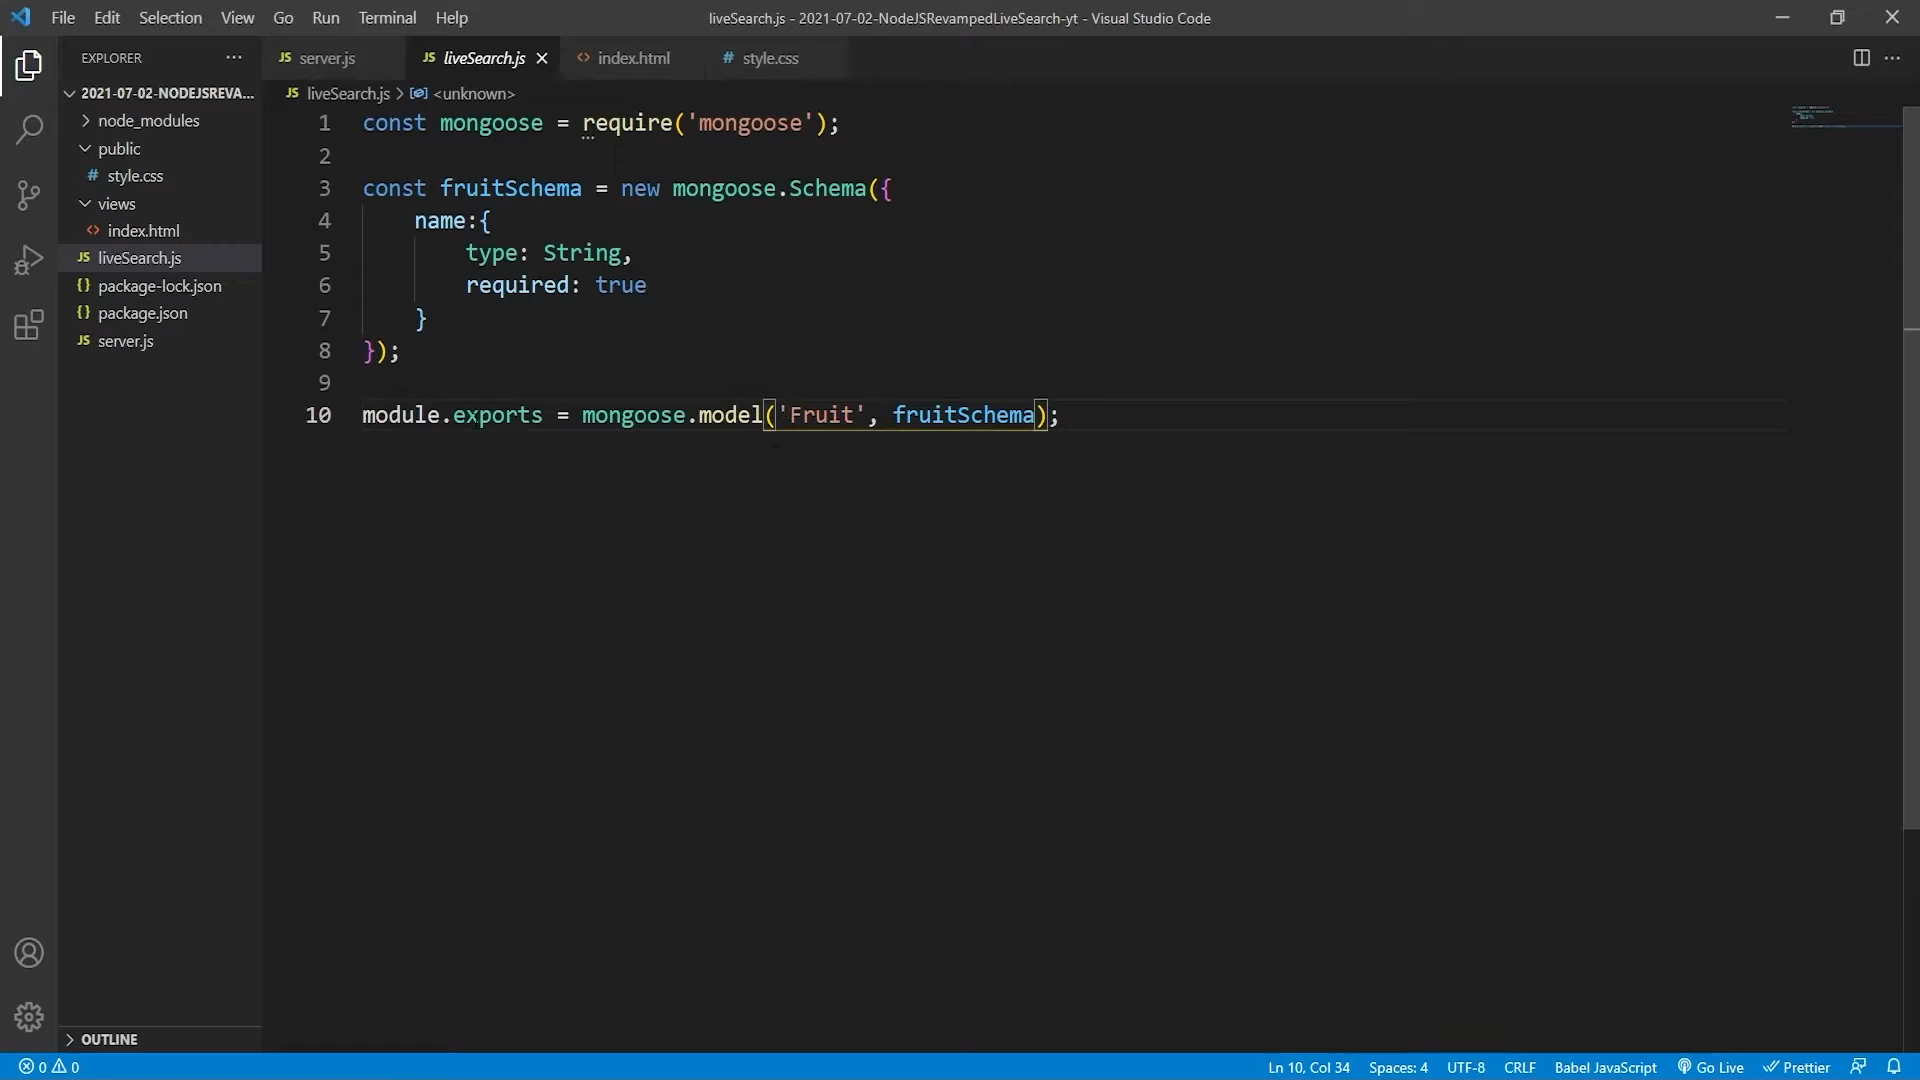 File Edit Selection View Go Run Terminal Help
liveSearch.js - 2021-07-02-NodeJSRevampedLiveSearch-yt - Visual Studio Code
EXPLORER
server.js
liveSearch.js
index.html
style.css
2021-07-02-NODEJSREVA...
liveSearch.js > <unknown>
node_modules
public
style.css
views
index.html
liveSearch.js
package-lock.json
package.json
server.js
1 const mongoose = require('mongoose');
2
3 const fruitSchema = new mongoose.Schema({
4 name:{
5 type: String,
6 required: true
7 }
8 });
9
10 module.exports = mongoose.model('Fruit', fruitSchema);
OUTLINE
0 0
Ln 10, Col 34 Spaces: 4 UTF-8 CRLF Babel JavaScript Go Live Prettier